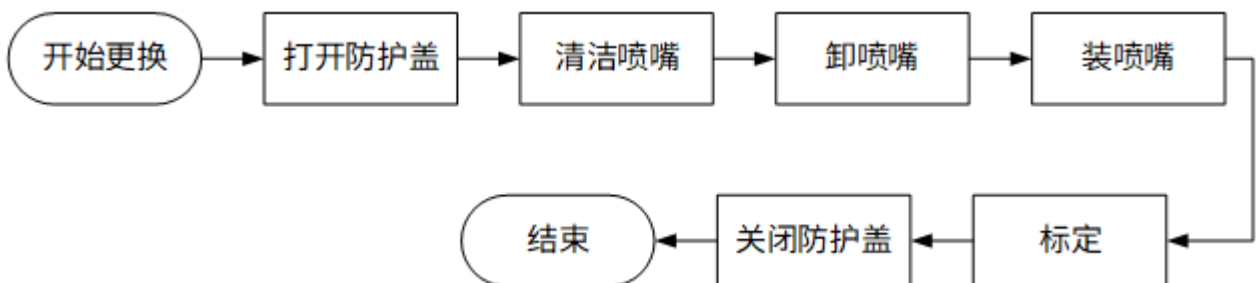 开始更换
打开防护盖
清洁喷嘴
卸喷嘴
装喷嘴
标定
关闭防护盖
结束